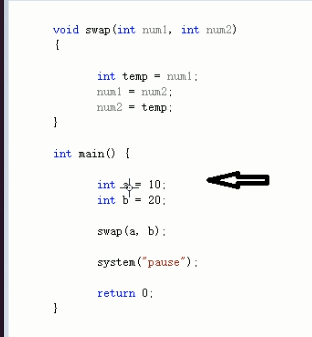 void swap(int num1, int num2)
{
int temp = num1;
num1 = num2;
num2 = temp;
}
int main() {
int a = 10;
int b = 20;
swap(a, b);
system("pause");
return 0;
}